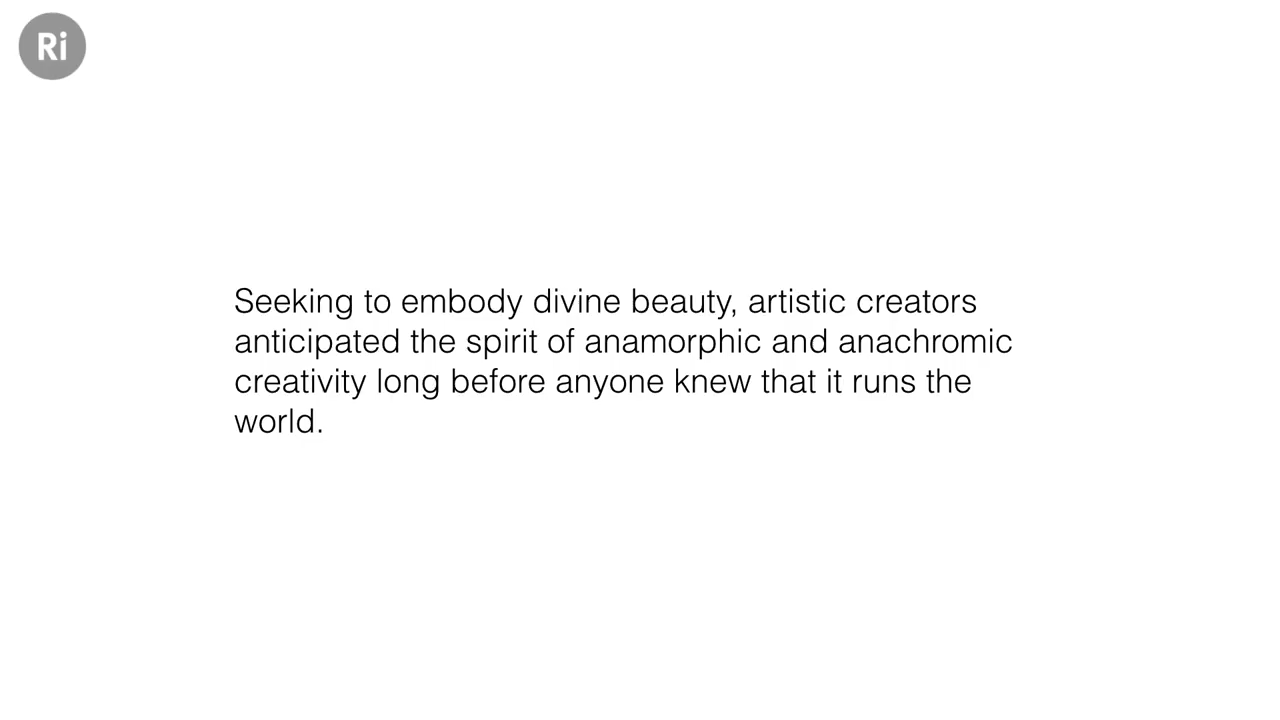 Ri
Seeking to embody divine beauty, artistic creators
anticipated the spirit of anamorphic and anachromic
creativity long before anyone knew that it runs the
world.